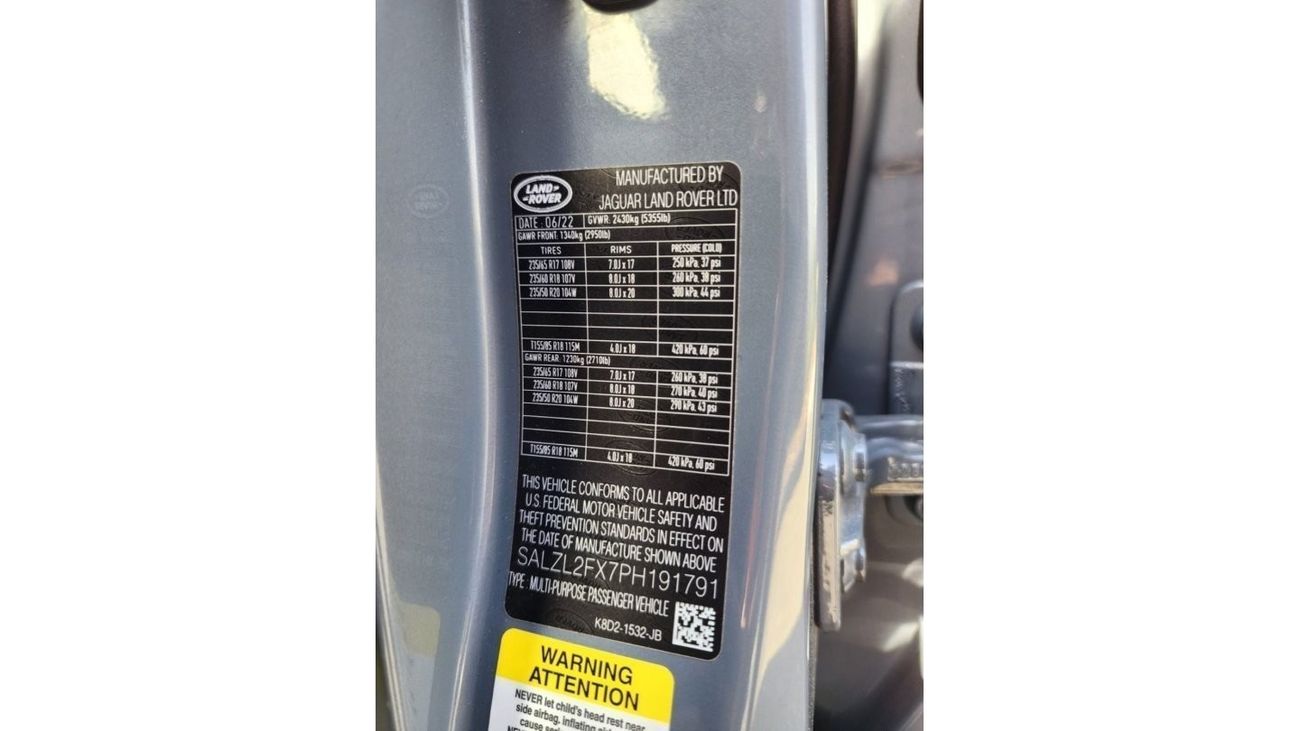 LAND-
-ROVER
MANUFACTURED BY
JAGUAR LAND ROVER LTD
DATE : 06/22 GVWR: 2430kg (5355lb)
GAWR FRONT: 1340kg (2950lb)
TIRES RIMS PRESSURE (COLD)
235/65 R17 108V 7.0J x 17 250 kPa, 37 psi
235/60 R18 107V 8.0J x 18 260 kPa, 38 psi
235/50 R20 104W 8.0J x 20 300 kPa, 44 psi
T155/85 R18 115M 4.0J x 18 420 kPa, 60 psi
GAWR REAR: 1230kg (2710lb)
235/65 R17 108V 7.0J x 17 260 kPa, 38 psi
235/60 R18 107V 8.0J x 18 270 kPa, 40 psi
235/50 R20 104W 8.0J x 20 290 kPa, 43 psi
T155/85 R18 115M 4.0J x 18 420 kPa, 60 psi
THIS VEHICLE CONFORMS TO ALL APPLICABLE
U.S. FEDERAL MOTOR VEHICLE SAFETY AND
THEFT PREVENTION STANDARDS IN EFFECT ON
THE DATE OF MANUFACTURE SHOWN ABOVE
SALZL2FX7PH191791
TYPE : MULTI-PURPOSE PASSENGER VEHICLE
K8D2-1532-JB
WARNING
ATTENTION
NEVER let child's head rest near
side airbag, inflating
cause